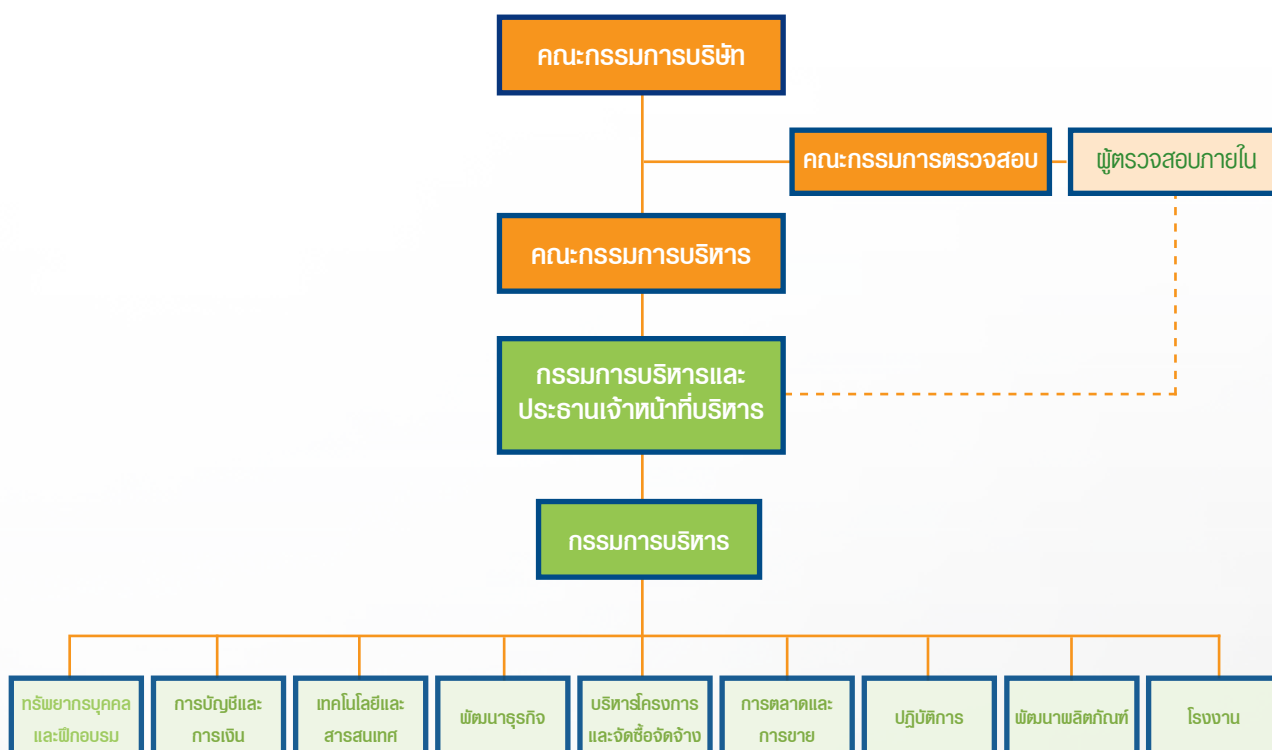 คณะกรรมการบริษัท
คณะกรรมการตรวจสอบ
ผู้ตรวจสอบภายใน
คณะกรรมการบริหาร
กรรมการบริหารและ
ประธานเจ้าหน้าที่บริหาร
กรรมการบริหาร
ทรัพยากรบุคคล
และฝึกอบรม
การบัญชีและ
การเงิน
เทคโนโลยีและ
สารสนเทศ
พัฒนาธุรกิจ
บริหารโครงการ
และจัดซื้อจัดจ้าง
การตลาดและ
การขาย
ปฏิบัติการ
พัฒนาผลิตภัณฑ์
โรงงาน